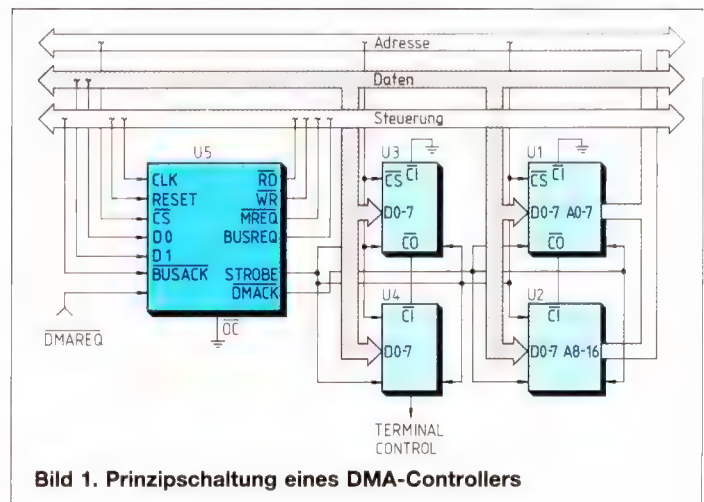 Adresse
Daten
Steuerung
U5
CLK
RESET
CS
D0
D1
BUSACK
RD
WR
MREQ
BUSREQ
STROBE
DMACK
OC
DMAREQ
U3
CS CI
D0-7
CO
U4
CI
D0-7
TERMINAL
CONTROL
U1
CS CI
D0-7 A0-7
CO
U2
CI
D0-7 A8-16
Bild 1. Prinzipschaltung eines DMA-Controllers